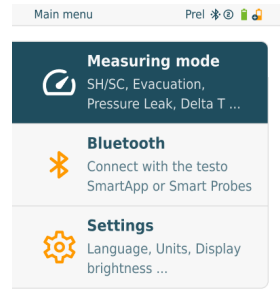 Main menu Prel ②
Measuring mode
SH/SC, Evacuation,
Pressure Leak, Delta T ...
Bluetooth
Connect with the testo
SmartApp or Smart Probes
Settings
Language, Units, Display
brightness ...